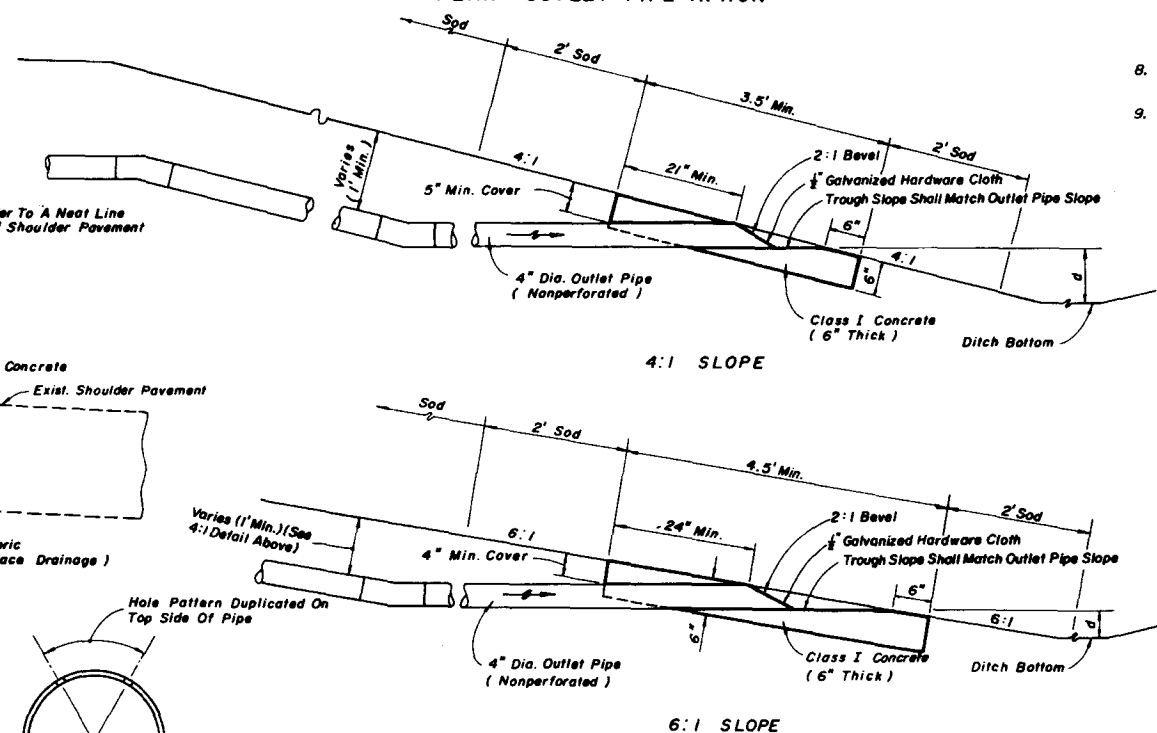 Sod
2' Sod
3.5' Min.
2' Sod
8.
9.
Varies
(1' Min.)
4:1
21" Min.
5" Min. Cover
2:1 Bevel
½" Galvanized Hardware Cloth
Trough Slope Shall Match Outlet Pipe Slope
6"
4:1
6"
d
er To A Neat Line
Shoulder Pavement
4" Dia. Outlet Pipe
( Nonperforated )
Class I Concrete
( 6" Thick )
Ditch Bottom
4:1 SLOPE
Concrete
Exist. Shoulder Pavement
Sod
2' Sod
4.5' Min.
2' Sod
Varies (1' Min.) (See
4:1 Detail Above)
6:1
4" Min. Cover
24" Min.
2:1 Bevel
½" Galvanized Hardware Cloth
Trough Slope Shall Match Outlet Pipe Slope
6"
6:1
d
6"
ric
ace Drainage )
Hole Pattern Duplicated On
Top Side Of Pipe
4" Dia. Outlet Pipe
( Nonperforated )
Class I Concrete
( 6" Thick )
Ditch Bottom
6:1 SLOPE